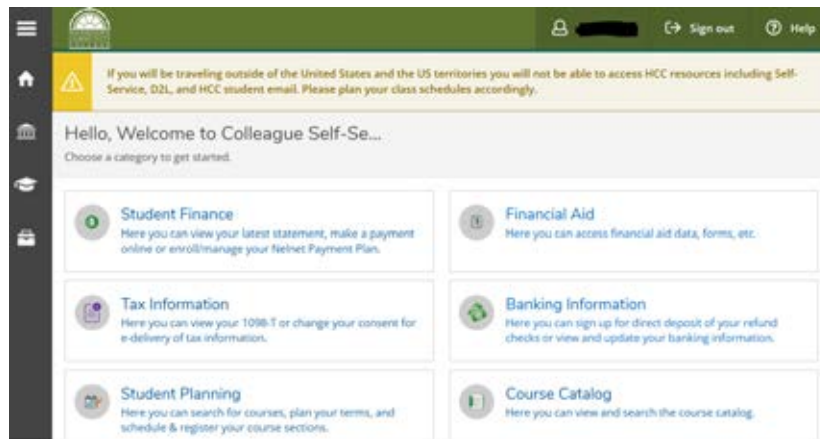 Sign out
Help
If you will be traveling outside of the United States and the US territories you will not be able to access HCC resources including Self-
Service, D2L, and HCC student email. Please plan your class schedules accordingly.
Hello, Welcome to Colleague Self-Se...
Choose a category to get started.
Student Finance
Here you can view your latest statement, make a payment
online or enroll/manage your Nelnet Payment Plan.
Financial Aid
Here you can access financial aid data, forms, etc.
Tax Information
Here you can view your 1098-T or change your consent for
e-delivery of tax information.
Banking Information
Here you can sign up for direct deposit of your refund
checks or view and update your banking information.
Student Planning
Here you can search for courses, plan your terms, and
schedule & register your course sections.
Course Catalog
Here you can view and search the course catalog.